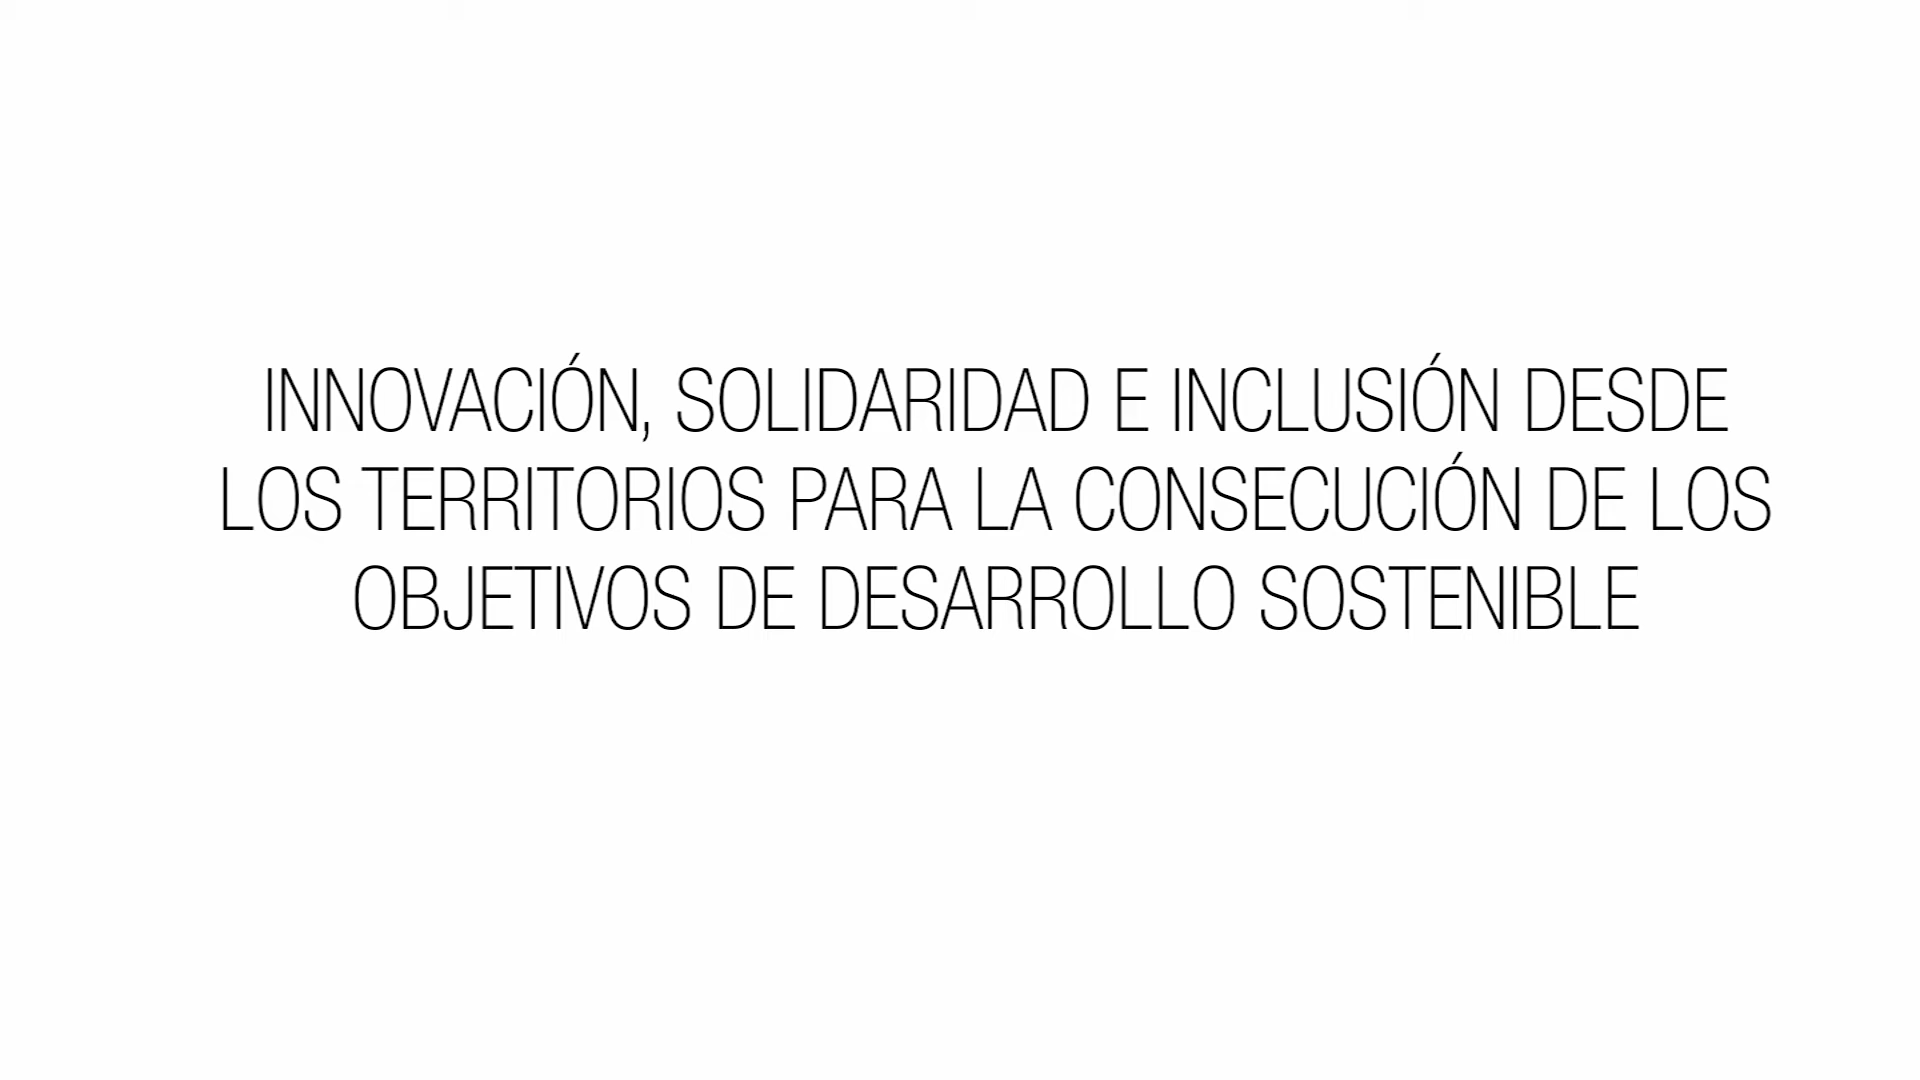 INNOVACIÓN, SOLIDARIDAD E INCLUSIÓN DESDE
LOS TERRITORIOS PARA LA CONSECUCIÓN DE LOS
OBJETIVOS DE DESARROLLO SOSTENIBLE